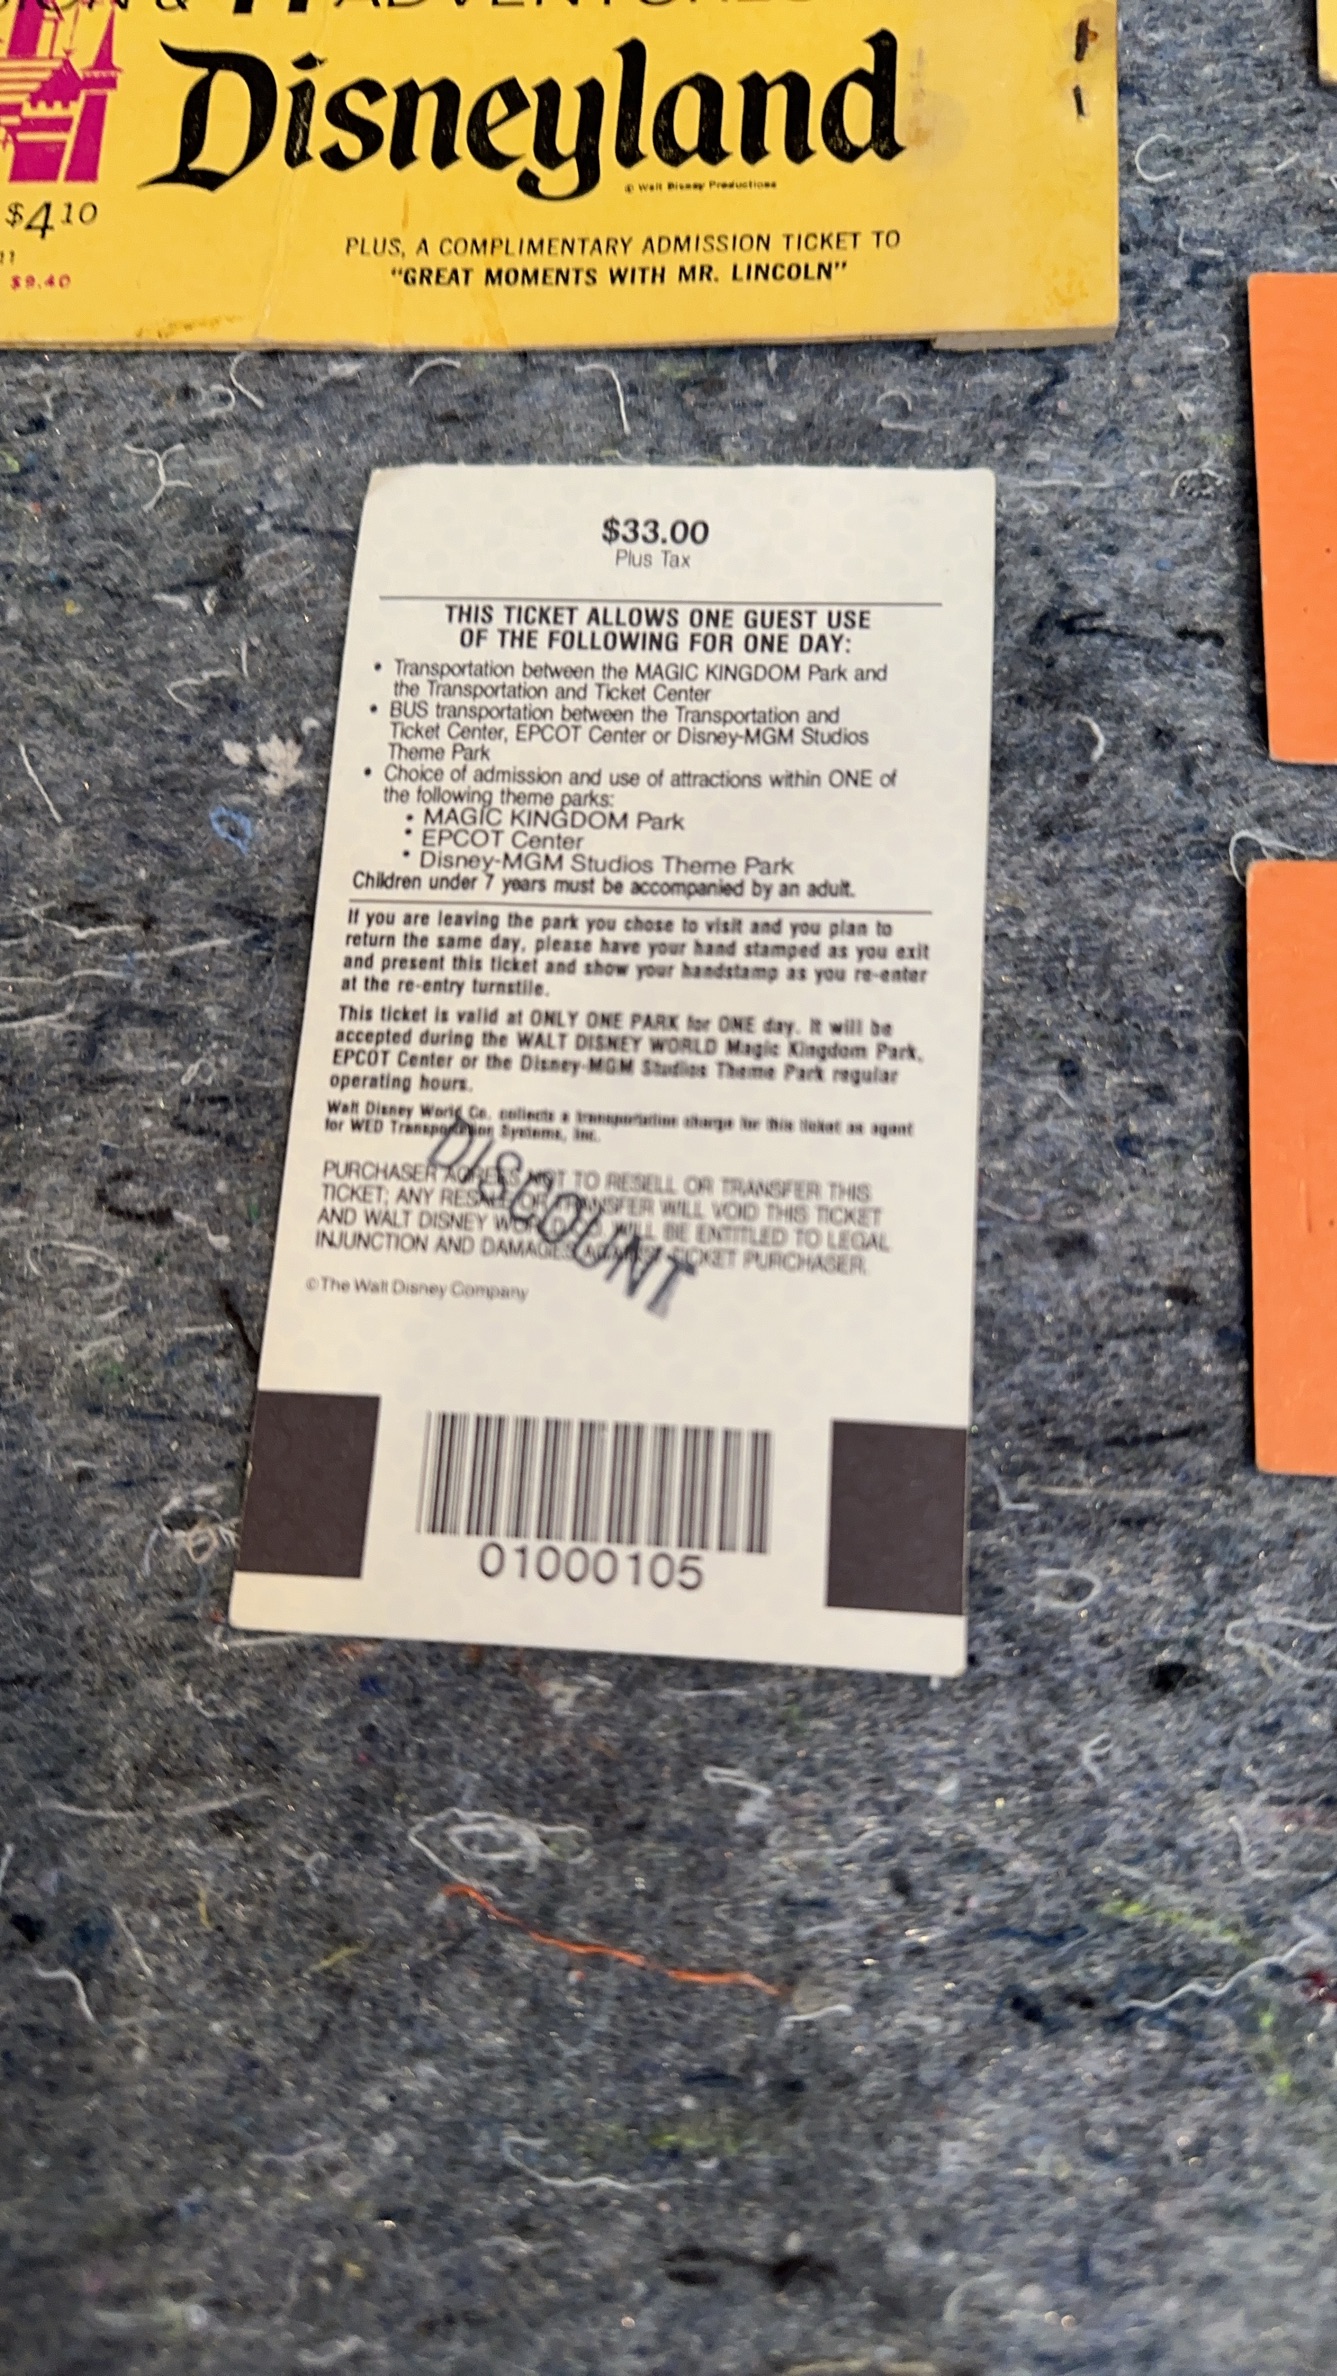 ADVENTURES
Disneyland
© Walt Disney Productions
$4.10
$9.40
PLUS, A COMPLIMENTARY ADMISSION TICKET TO
"GREAT MOMENTS WITH MR. LINCOLN"
$33.00
Plus Tax
THIS TICKET ALLOWS ONE GUEST USE
OF THE FOLLOWING FOR ONE DAY:
• Transportation between the MAGIC KINGDOM Park and
the Transportation and Ticket Center
• BUS transportation between the Transportation and
Ticket Center, EPCOT Center or Disney-MGM Studios
Theme Park
• Choice of admission and use of attractions within ONE of
the following theme parks:
• MAGIC KINGDOM Park
• EPCOT Center
• Disney-MGM Studios Theme Park
Children under 7 years must be accompanied by an adult.
If you are leaving the park you chose to visit and you plan to
return the same day, please have your hand stamped as you exit
and present this ticket and show your handstamp as you re-enter
at the re-entry turnstile.
This ticket is valid at ONLY ONE PARK for ONE day. It will be
accepted during the WALT DISNEY WORLD Magic Kingdom Park,
EPCOT Center or the Disney-MGM Studios Theme Park regular
operating hours.
Walt Disney World Co. collects a transportation charge for this ticket as agent
for WED Transportation Systems, Inc.
PURCHASER AGREES NOT TO RESELL OR TRANSFER THIS
TICKET; ANY RESALE OR TRANSFER WILL VOID THIS TICKET
AND WALT DISNEY WORLD CO. WILL BE ENTITLED TO LEGAL
INJUNCTION AND DAMAGES AGAINST TICKET PURCHASER.
DISCOUNT
© The Walt Disney Company
01000105